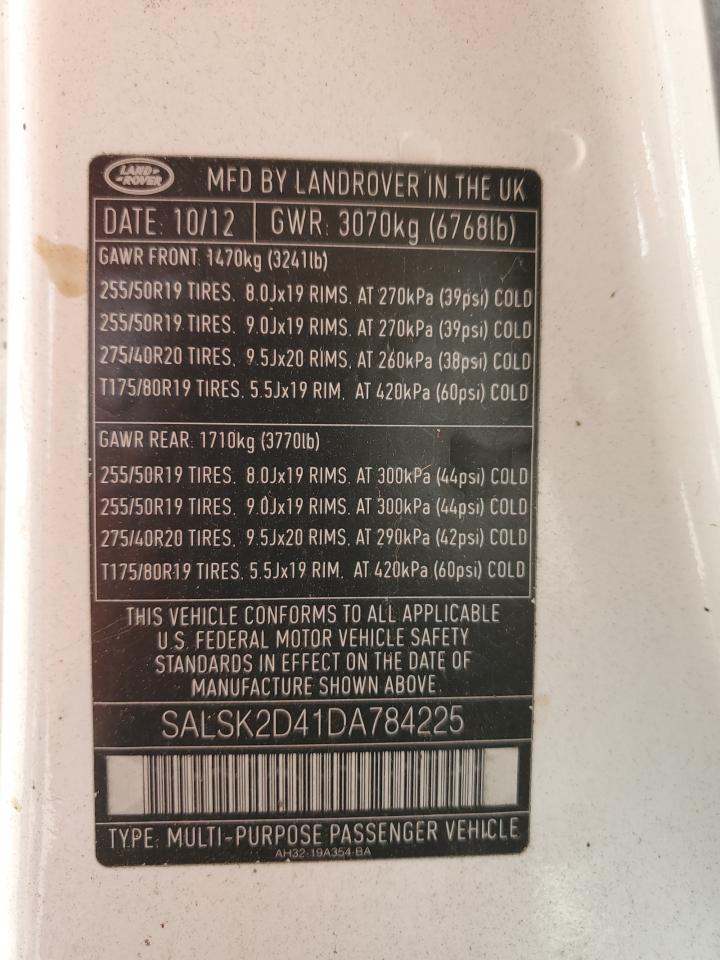 LAND-
-ROVER
MFD BY LANDROVER IN THE UK
DATE: 10/12 GWR: 3070kg (6768lb)
GAWR FRONT: 1470kg (3241lb)
255/50R19 TIRES, 8.0Jx19 RIMS, AT 270kPa (39psi) COLD
255/50R19 TIRES, 9.0Jx19 RIMS, AT 270kPa (39psi) COLD
275/40R20 TIRES, 9.5Jx20 RIMS, AT 260kPa (38psi) COLD
T175/80R19 TIRES, 5.5Jx19 RIM, AT 420kPa (60psi) COLD
GAWR REAR: 1710kg (3770lb)
255/50R19 TIRES, 8.0Jx19 RIMS, AT 300kPa (44psi) COLD
255/50R19 TIRES, 9.0Jx19 RIMS, AT 300kPa (44psi) COLD
275/40R20 TIRES, 9.5Jx20 RIMS, AT 290kPa (42psi) COLD
T175/80R19 TIRES, 5.5Jx19 RIM, AT 420kPa (60psi) COLD
THIS VEHICLE CONFORMS TO ALL APPLICABLE
U.S. FEDERAL MOTOR VEHICLE SAFETY
STANDARDS IN EFFECT ON THE DATE OF
MANUFACTURE SHOWN ABOVE.
SALSK2D41DA784225
TYPE: MULTI-PURPOSE PASSENGER VEHICLE
AH32-19A354-BA